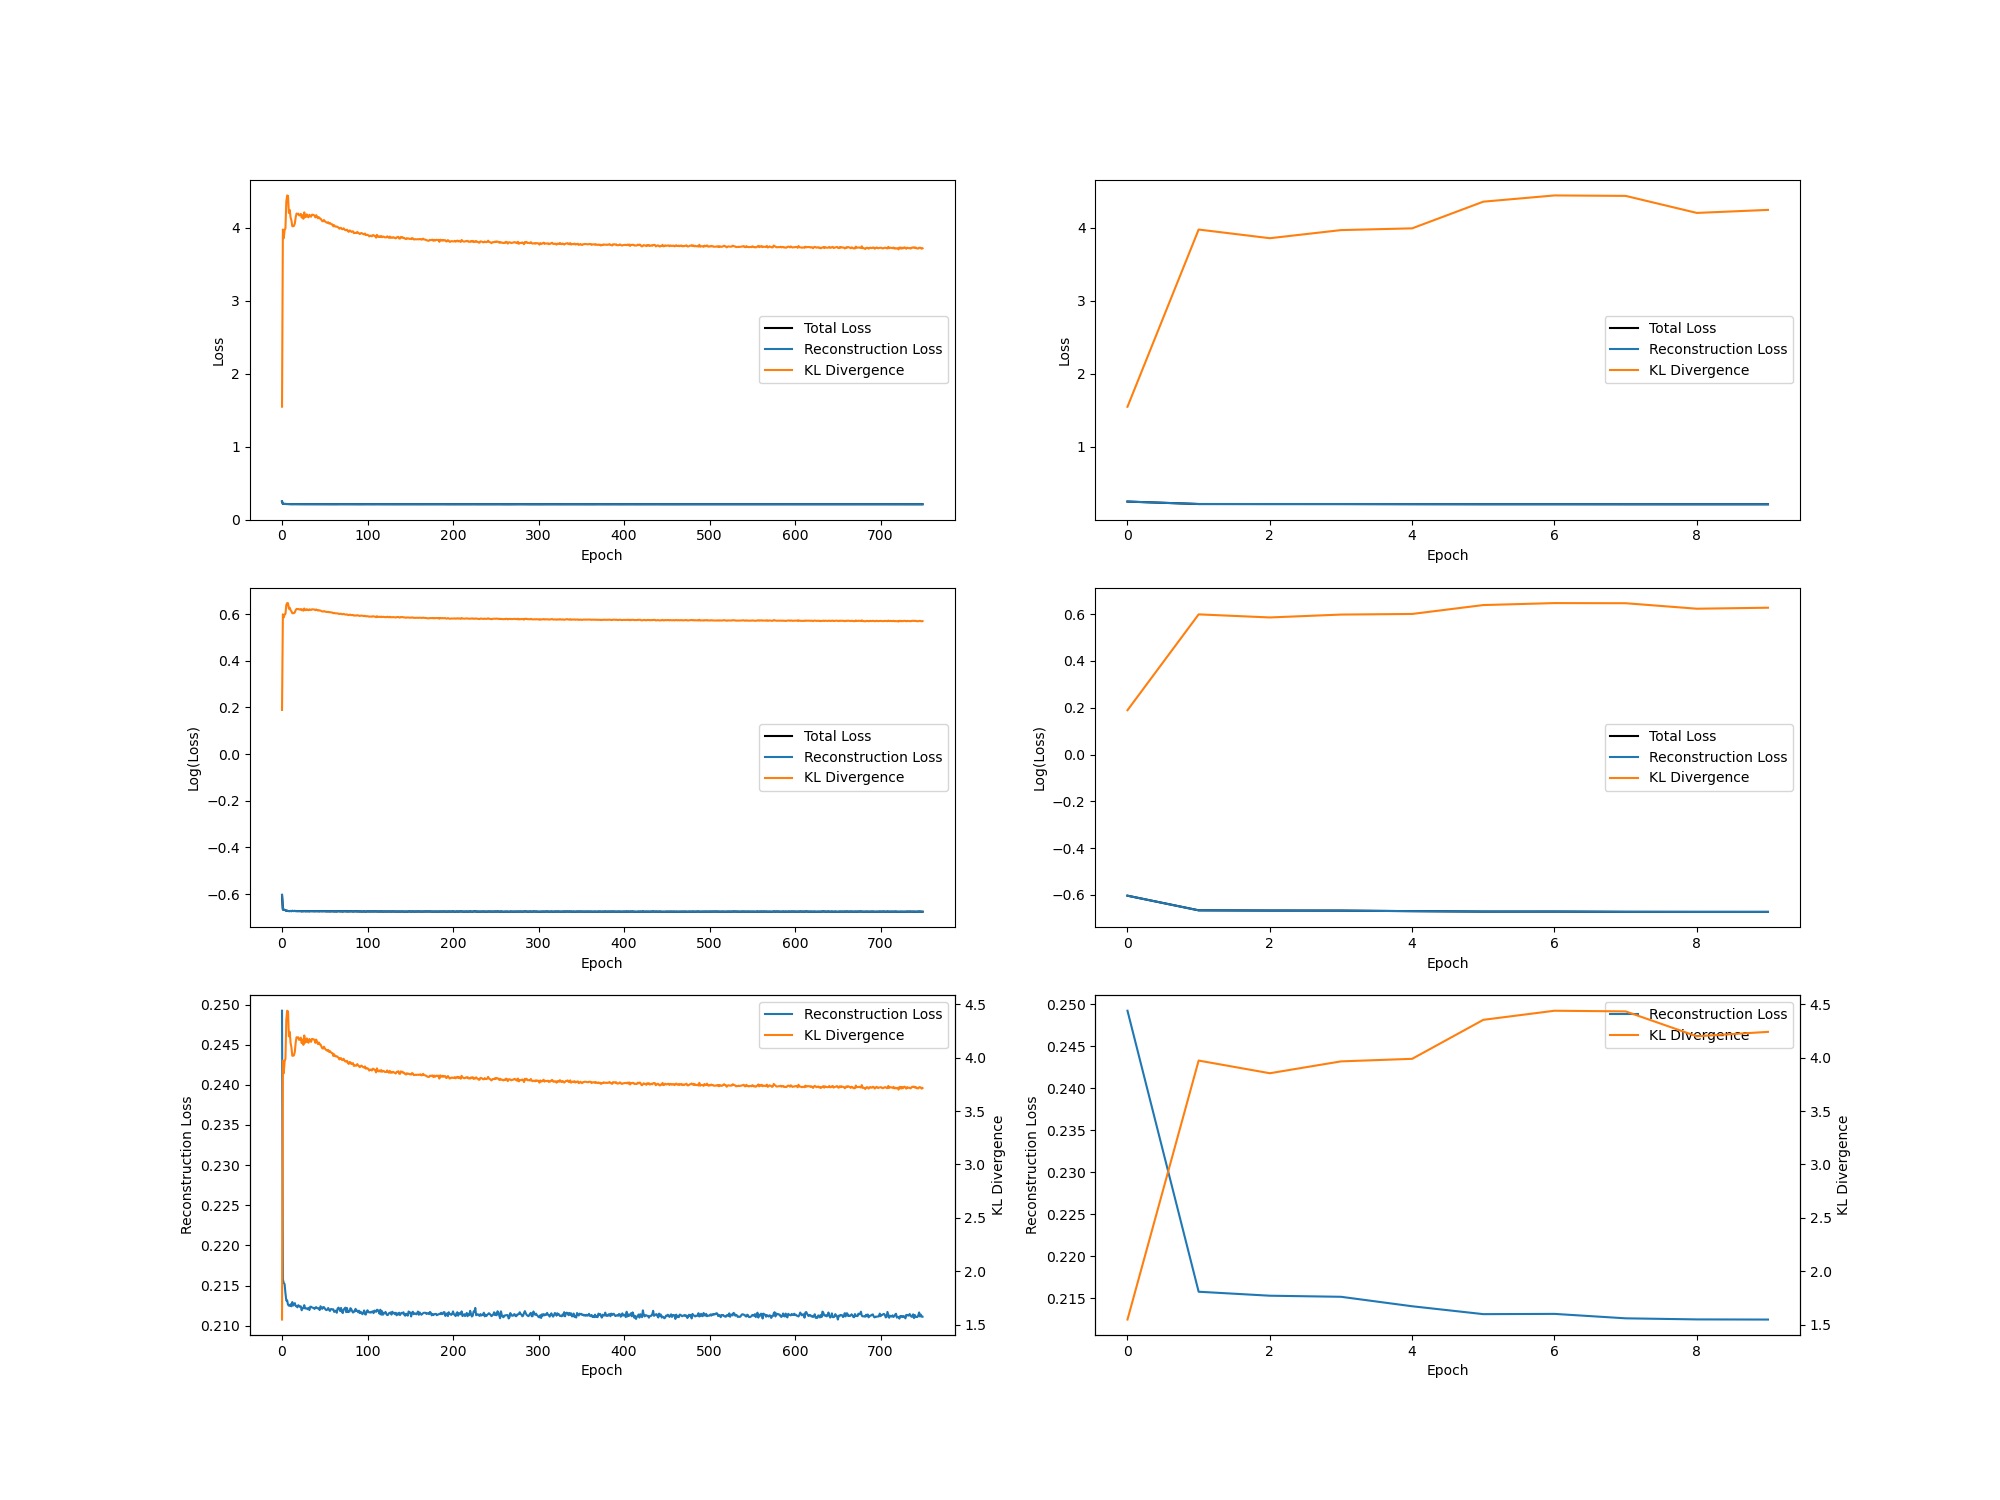 4
3
2
1
0
Loss
0 100 200 300 400 500 600 700
Epoch
Total Loss
Reconstruction Loss
KL Divergence
4
3
2
1
Loss
0 2 4 6 8
Epoch
Total Loss
Reconstruction Loss
KL Divergence
0.6
0.4
0.2
0.0
−0.2
−0.4
−0.6
Log(Loss)
0 100 200 300 400 500 600 700
Epoch
Total Loss
Reconstruction Loss
KL Divergence
0.6
0.4
0.2
0.0
−0.2
−0.4
−0.6
Log(Loss)
0 2 4 6 8
Epoch
Total Loss
Reconstruction Loss
KL Divergence
0.250
0.245
0.240
0.235
0.230
0.225
0.220
0.215
0.210
Reconstruction Loss
0 100 200 300 400 500 600 700
Epoch
Reconstruction Loss
KL Divergence
4.5
4.0
3.5
3.0
2.5
2.0
1.5
KL Divergence
0.250
0.245
0.240
0.235
0.230
0.225
0.220
0.215
Reconstruction Loss
0 2 4 6 8
Epoch
Reconstruction Loss
KL Divergence
4.5
4.0
3.5
3.0
2.5
2.0
1.5
KL Divergence